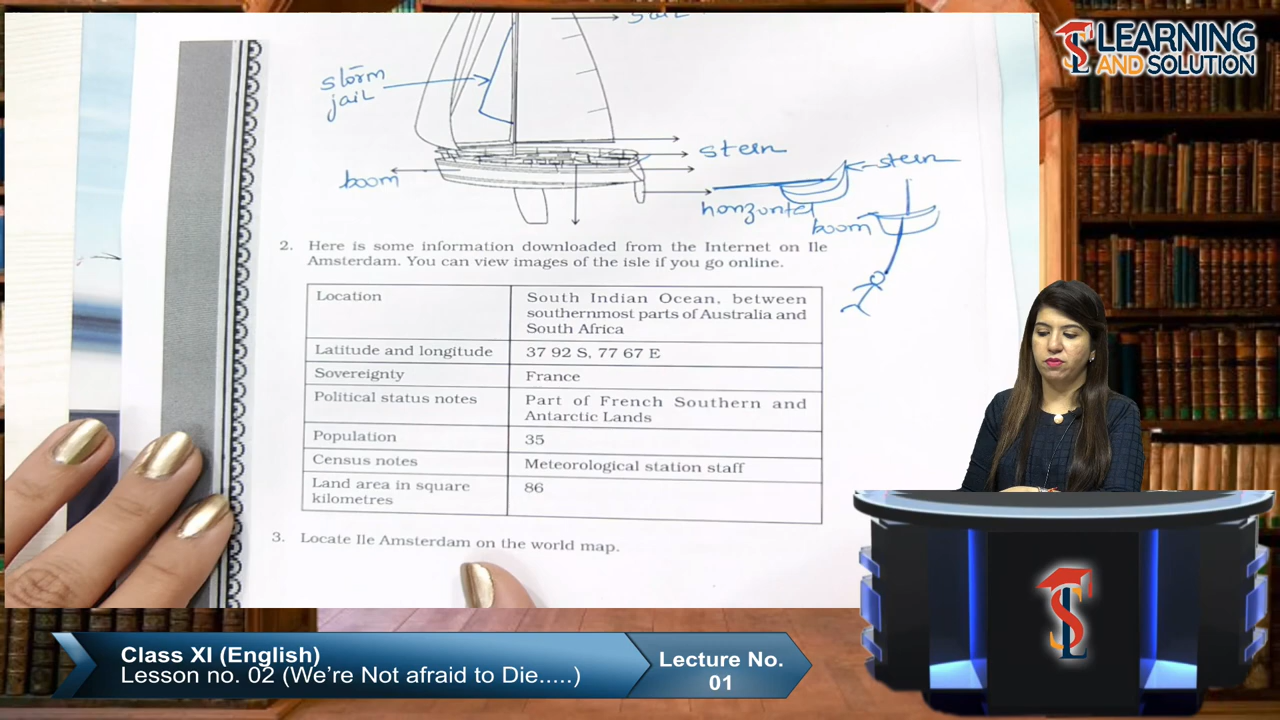 LEARNING
AND SOLUTION
sail
storm
jail
stern
stern
boom
horizontal
boom
2. Here is some information downloaded from the Internet on Ile
Amsterdam. You can view images of the isle if you go online.
Location South Indian Ocean, between
southernmost parts of Australia and
South Africa
Latitude and longitude 37 92 S, 77 67 E
Sovereignty France
Political status notes Part of French Southern and
Antarctic Lands
Population 35
Census notes Meteorological station staff
Land area in square 86
kilometres
3. Locate Ile Amsterdam on the world map.
Class XI (English)
Lesson no. 02 (We're Not afraid to Die.....)
Lecture No.
01